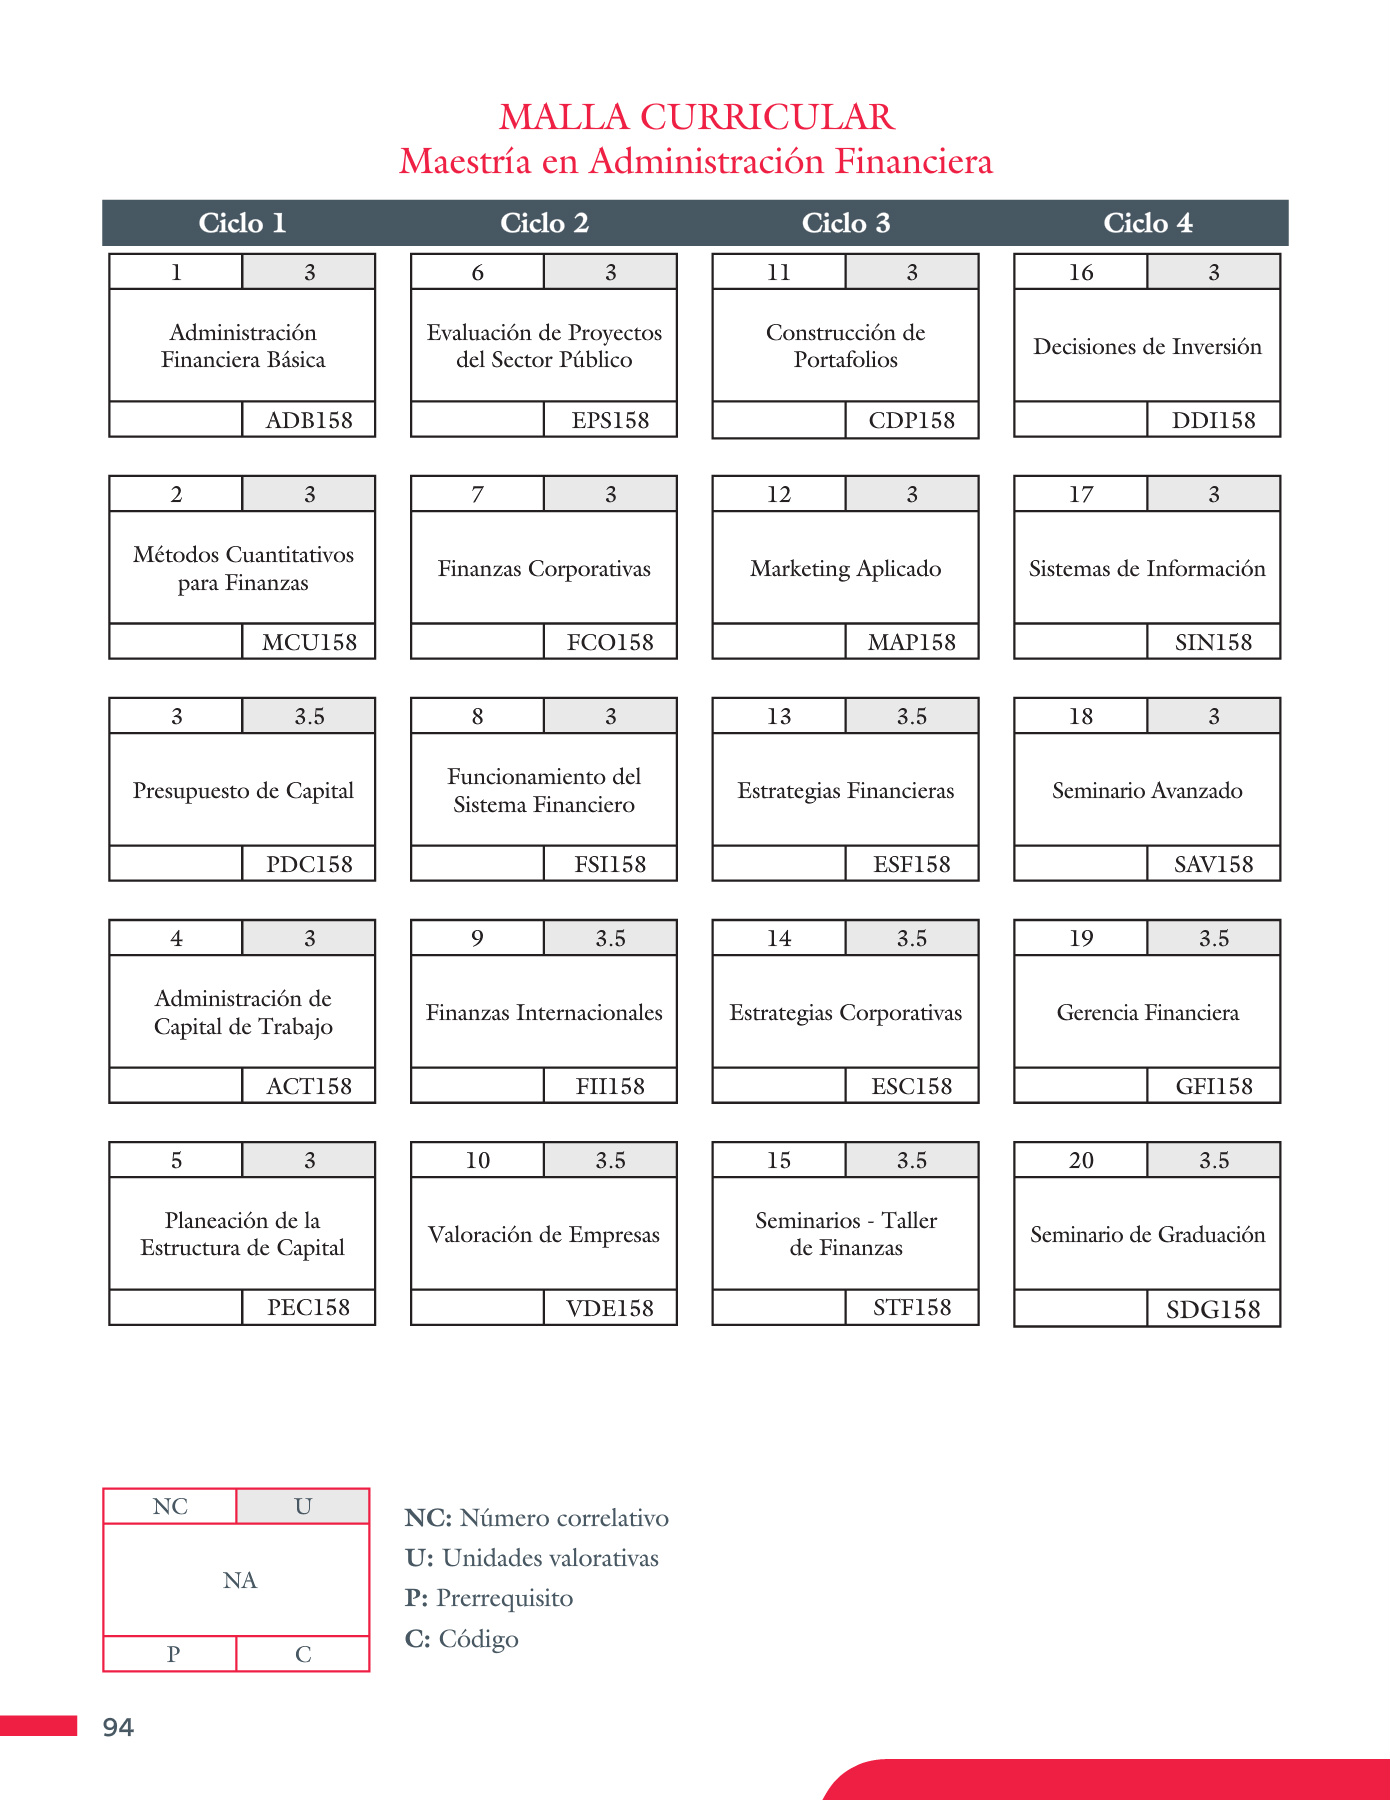 MALLA CURRICULAR
Maestría en Administración Financiera
Ciclo 1 Ciclo 2 Ciclo 3 Ciclo 4
1 3 6 3 11 3 16 3
Administración Evaluación de Proyectos Construcción de
Decisiones de Inversión
Financiera Básica del Sector Público Portafolios
ADB158 EPS158 CDP158 DDI158
2 3 7 3 12 3 17 3
Métodos Cuantitativos
Finanzas Corporativas Marketing Aplicado Sistemas de Información
para Finanzas
MCU158 FCO158 MAP158 SIN158
3 3.5 8 3 13 3.5 18 3
Funcionamiento del
Presupuesto de Capital Estrategias Financieras Seminario Avanzado
Sistema Financiero
PDC158 FSI158 ESF158 SAV158
4 3 9 3.5 14 3.5 19 3.5
Administración de
Finanzas Internacionales Estrategias Corporativas Gerencia Financiera
Capital de Trabajo
ACT158 FII158 ESC158 GFI158
5 3 10 3.5 15 3.5 20 3.5
Planeación de la Seminarios - Taller
Valoración de Empresas Seminario de Graduación
Estructura de Capital de Finanzas
PEC158 VDE158 STF158 SDG158
NC U
NA
P C
NC: Número correlativo
U: Unidades valorativas
P: Prerrequisito
C: Código
94